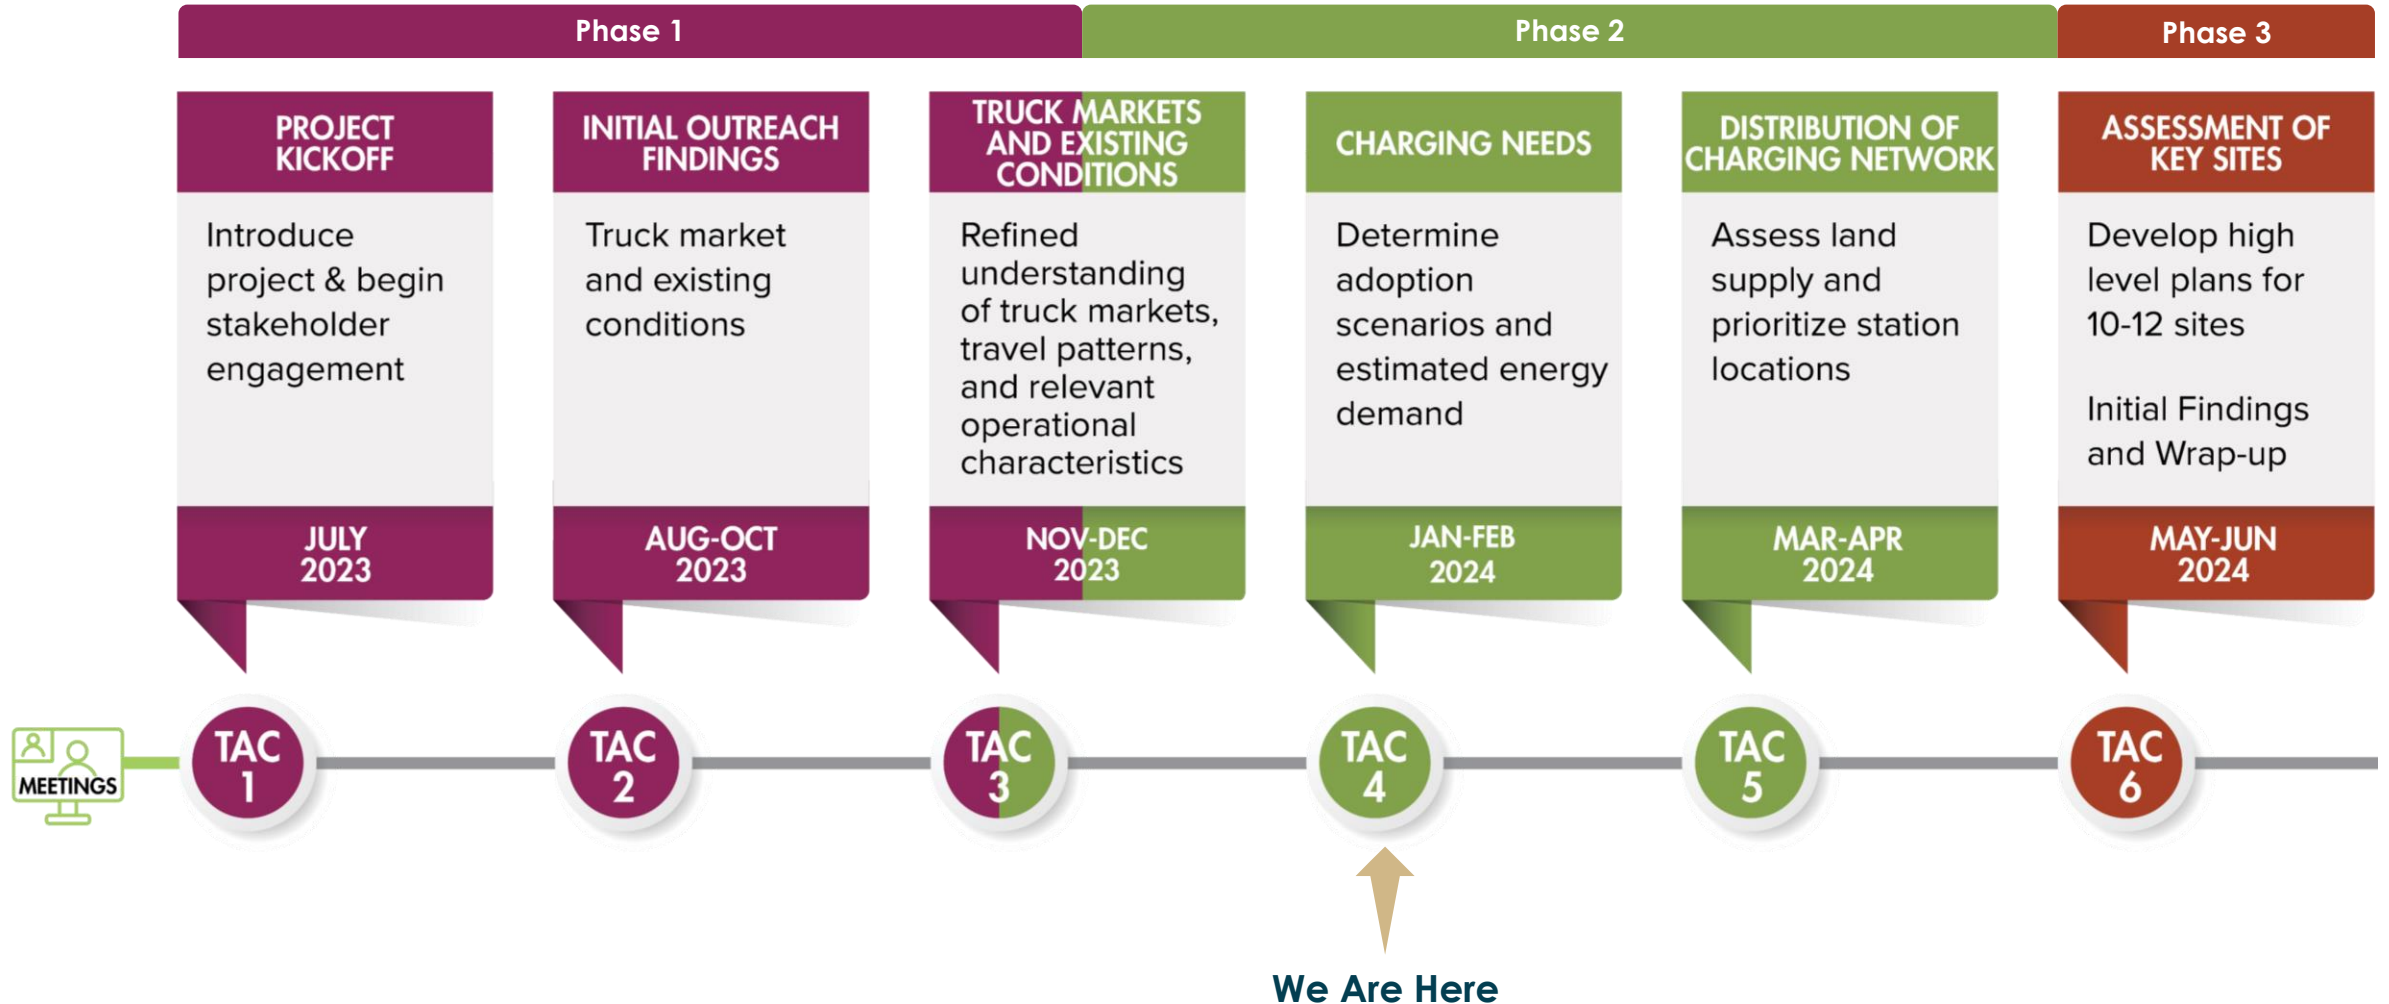 Phase 1
Phase 2
Phase 3
PROJECT
KICKOFF
Introduce
project & begin
stakeholder
engagement
JULY
2023
INITIAL OUTREACH
FINDINGS
Truck market
and existing
conditions
AUG-OCT
2023
TRUCK MARKETS
AND EXISTING
CONDITIONS
Refined
understanding
of truck markets,
travel patterns,
and relevant
operational
characteristics
NOV-DEC
2023
CHARGING NEEDS
Determine
adoption
scenarios and
estimated energy
demand
JAN-FEB
2024
DISTRIBUTION OF
CHARGING NETWORK
Assess land
supply and
prioritize station
locations
MAR-APR
2024
ASSESSMENT OF
KEY SITES
Develop high
level plans for
10-12 sites
Initial Findings
and Wrap-up
MAY-JUN
2024
MEETINGS
TAC
1
TAC
2
TAC
3
TAC
4
TAC
5
TAC
6
We Are Here